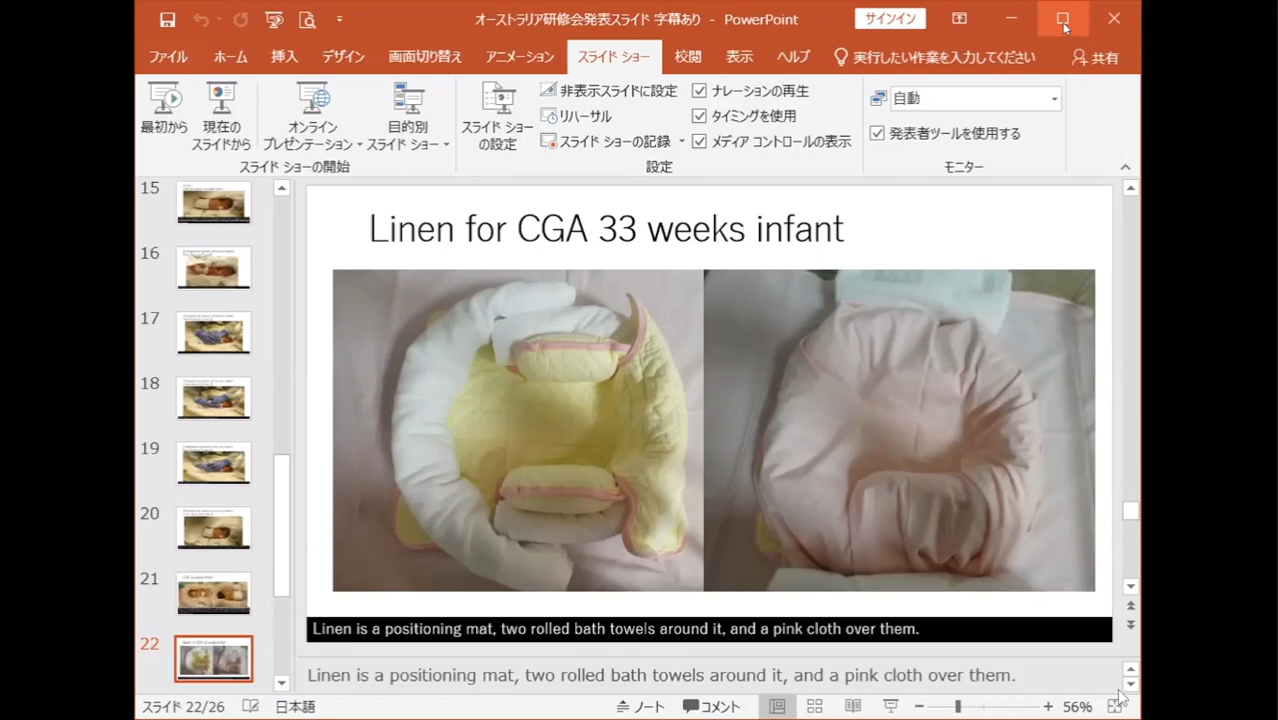 オーストラリア研修会発表スライド 字幕あり - PowerPoint
サインイン
ファイル ホーム 挿入 デザイン 画面切り替え アニメーション スライド ショー 校閲 表示 ヘルプ 実行したい作業を入力してください 共有
最初から
現在の
スライドから
オンライン
プレゼンテーション
目的別
スライド ショー
スライド ショーの開始
スライド ショー
の設定
非表示スライドに設定
リハーサル
スライド ショーの記録
ナレーションの再生
タイミングを使用
メディア コントロールの表示
設定
自動
発表者ツールを使用する
モニター
15
16
17
18
19
20
21
22
Linen for CGA 33 weeks infant
Linen is a positioning mat, two rolled bath towels around it, and a pink cloth over them.
Linen is a positioning mat, two rolled bath towels around it, and a pink cloth over them.
スライド 22/26 日本語 ノート コメント 56%